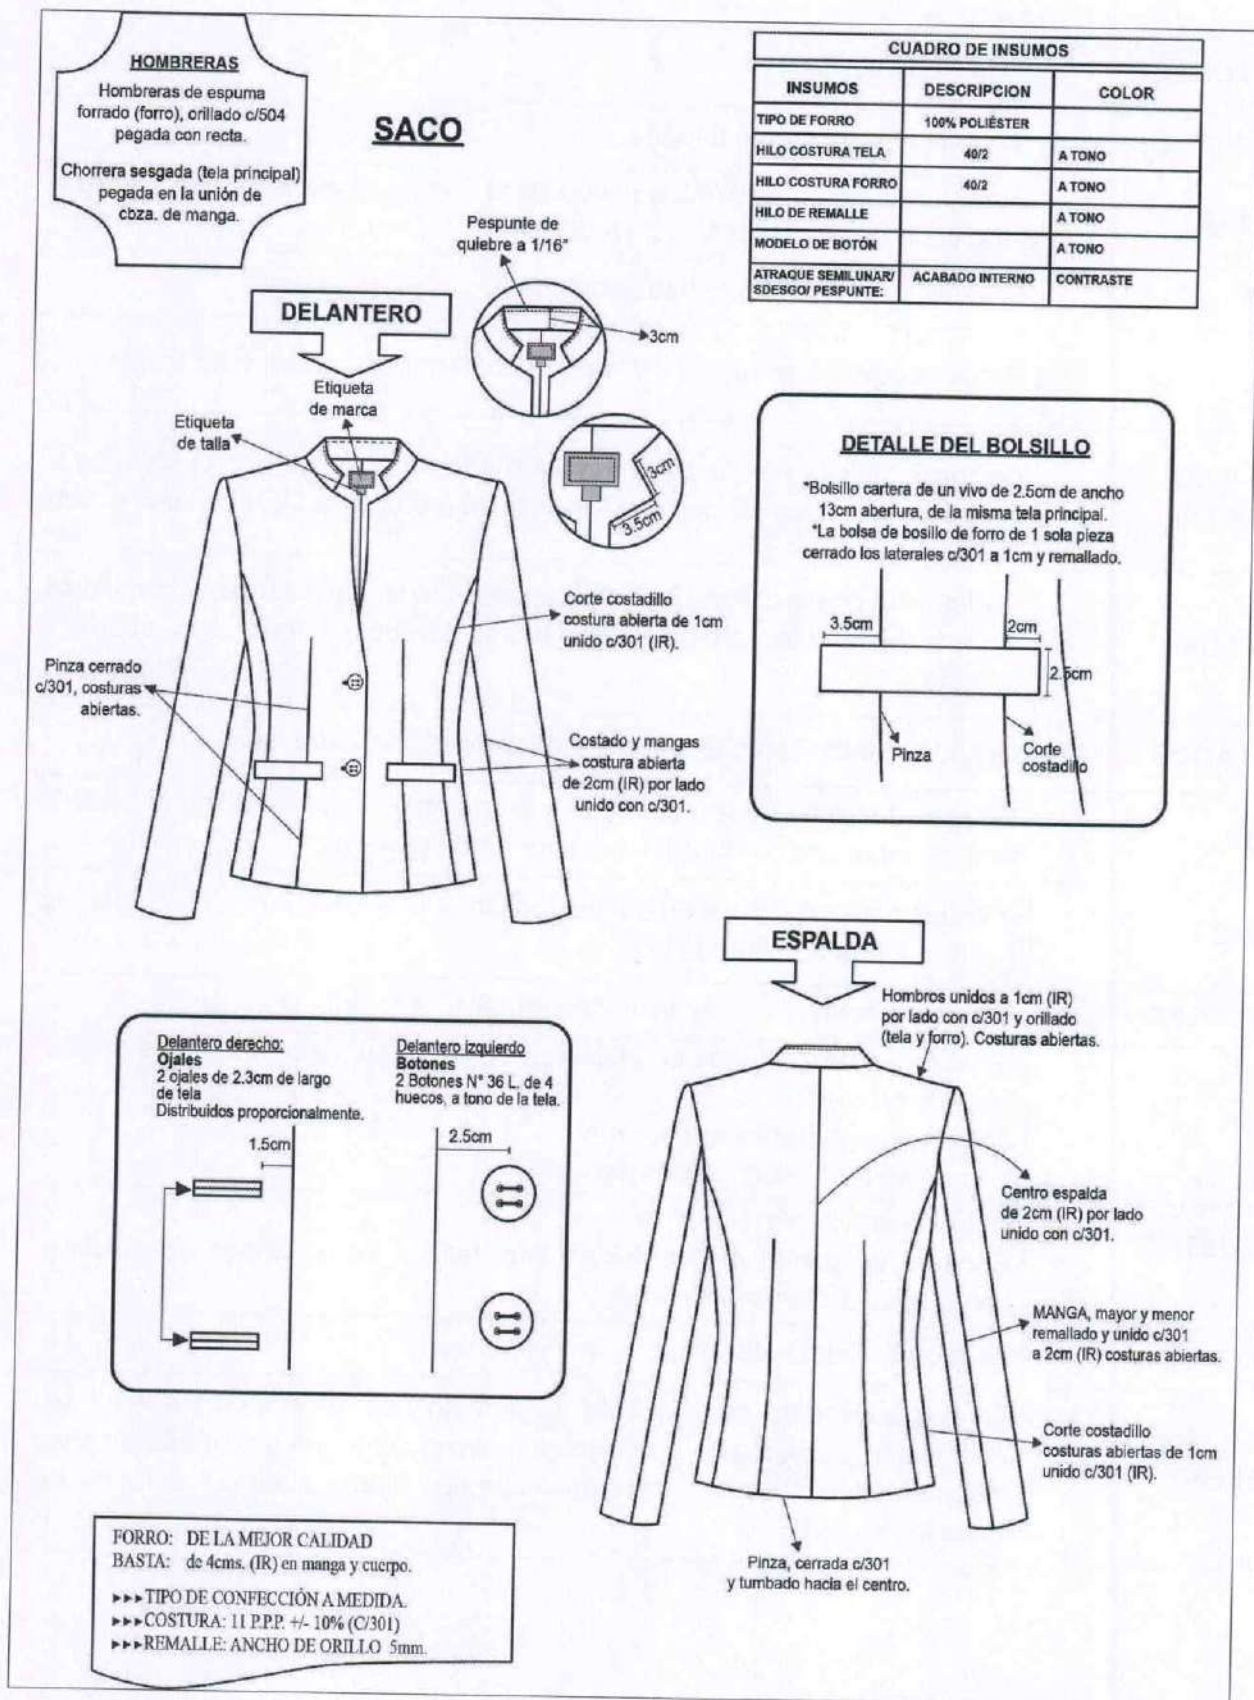 HOMBRERAS
Hombreras de espuma
forrado (forro), orillado c/504
pegada con recta.
Chorrera sesgada (tela principal)
pegada en la unión de
cbza. de manga.
SACO
CUADRO DE INSUMOS
INSUMOS DESCRIPCION COLOR
TIPO DE FORRO 100% POLIÉSTER
HILO COSTURA TELA 40/2 A TONO
HILO COSTURA FORRO 40/2 A TONO
HILO DE REMALLE A TONO
MODELO DE BOTÓN A TONO
ATRAQUE SEMILUNAR/ ACABADO INTERNO CONTRASTE
SDESGO/ PESPUNTE:
Pespunte de
quiebre a 1/16"
3cm
DELANTERO
Etiqueta
de marca
Etiqueta
de talla
3cm
3.5cm
Corte costadillo
costura abierta de 1cm
unido c/301 (IR).
Pinza cerrado
c/301, costuras
abiertas.
Costado y mangas
costura abierta
de 2cm (IR) por lado
unido con c/301.
DETALLE DEL BOLSILLO
*Bolsillo cartera de un vivo de 2.5cm de ancho
13cm abertura, de la misma tela principal.
*La bolsa de bosillo de forro de 1 sola pieza
cerrado los laterales c/301 a 1cm y remallado.
3.5cm
2cm
2.5cm
Pinza
Corte
costadillo
ESPALDA
Hombros unidos a 1cm (IR)
por lado con c/301 y orillado
(tela y forro). Costuras abiertas.
Delantero derecho:
Ojales
2 ojales de 2.3cm de largo
de tela
Distribuidos proporcionalmente.
1.5cm
Delantero izquierdo
Botones
2 Botones N° 36 L. de 4
huecos, a tono de la tela.
2.5cm
Centro espalda
de 2cm (IR) por lado
unido con c/301.
MANGA, mayor y menor
remallado y unido c/301
a 2cm (IR) costuras abiertas.
Corte costadillo
costuras abiertas de 1cm
unido c/301 (IR).
Pinza, cerrada c/301
y tumbado hacia el centro.
FORRO: DE LA MEJOR CALIDAD
BASTA: de 4cms. (IR) en manga y cuerpo.
►►►TIPO DE CONFECCIÓN A MEDIDA.
►►►COSTURA: 11 P.P.P. +/- 10% (C/301)
►►►REMALLE: ANCHO DE ORILLO 5mm.